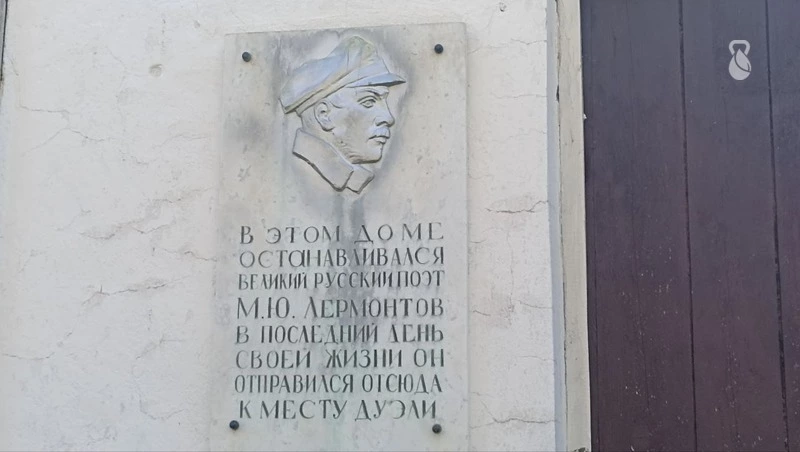 В ЭТОМ ДОМЕ
ОСТАНАВЛИВАЛСЯ
ВЕЛИКИЙ РУССКИЙ ПОЭТ
М.Ю. ЛЕРМОНТОВ
В ПОСЛЕДНИЙ ДЕНЬ
СВОЕЙ ЖИЗНИ ОН
ОТПРАВИЛСЯ ОТСЮДА
К МЕСТУ ДУЭЛИ